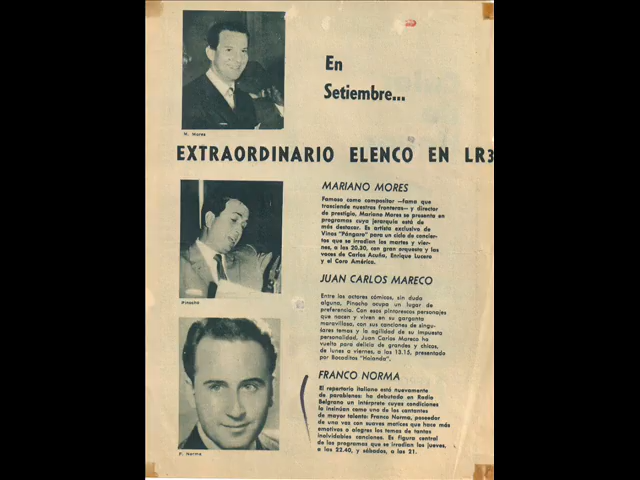 En
Setiembre...
M. Mores
EXTRAORDINARIO ELENCO EN LR3
MARIANO MORES
Famoso como compositor —fama que
trasciende nuestras fronteras— y director
de prestigio, Mariano Mores se presenta en
programas cuya jerarquía está de
más destacar. Es artista exclusivo de
Vinos "Póngaro" para un ciclo de concier-
tos que se irradian los martes y vier-
nes, a las 20.30, con gran orquesta y las
voces de Carlos Acuña, Enrique Lucero
y el Coro América.
Pinocho
JUAN CARLOS MARECO
Entre los actores cómicos, sin duda
alguna, Pinocho ocupa un lugar de
preferencia. Con esos pintorescos personajes
que nacen y viven en su garganta
maravillosa, con sus canciones de singu-
lares temas y la agilidad de su impuesta
personalidad, Juan Carlos Mareco ha
vuelto para delicia de grandes y chicos,
de lunes a viernes, a las 13.15, presentado
por Bocaditos "Holanda".
FRANCO NORMA
El repertorio italiano está nuevamente
de parabienes: ha debutado en Radio
Belgrano un intérprete cuyas condiciones
lo insinúan como uno de los cantantes
de mayor talento: Franco Norma, poseedor
de una voz con suaves matices que hace más
emotivos o alegres los temas de tantas
inolvidables canciones. Es figura central
de los programas que se irradian los jueves,
a las 22.40, y sábados, a las 21.
F. Norma